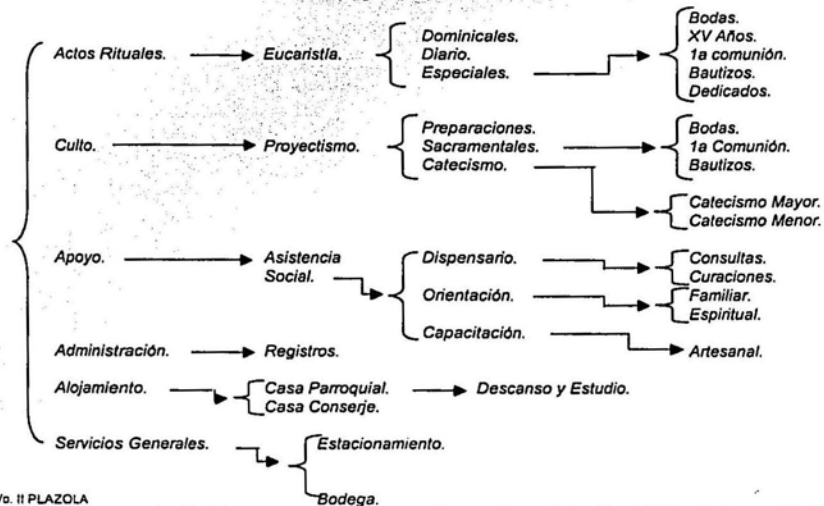 Actos Rituales.
Eucaristía.
Dominicales.
Diario.
Especiales.
Bodas.
XV Años.
1a comunión.
Bautizos.
Dedicados.
Culto.
Proyectismo.
Preparaciones.
Sacramentales.
Catecismo.
Bodas.
1a Comunión.
Bautizos.
Catecismo Mayor.
Catecismo Menor.
Apoyo.
Asistencia
Social.
Dispensario.
Consultas.
Curaciones.
Orientación.
Familiar.
Espiritual.
Capacitación.
Artesanal.
Administración.
Registros.
Alojamiento.
Casa Parroquial.
Casa Conserje.
Descanso y Estudio.
Servicios Generales.
Estacionamiento.
Bodega.
II PLAZOLA